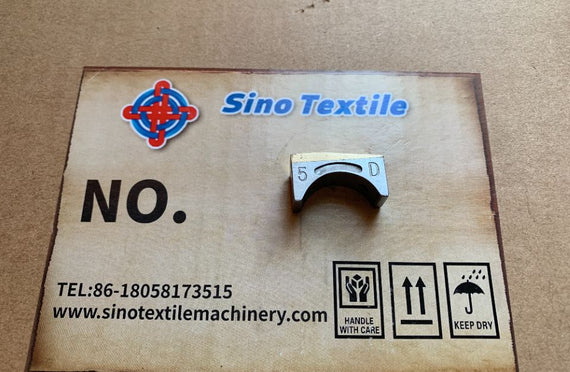 Sino Textile
5 D
NO.
TEL:86-18058173515
www.sinotextilemachinery.com
HANDLE
WITH CARE
KEEP DRY